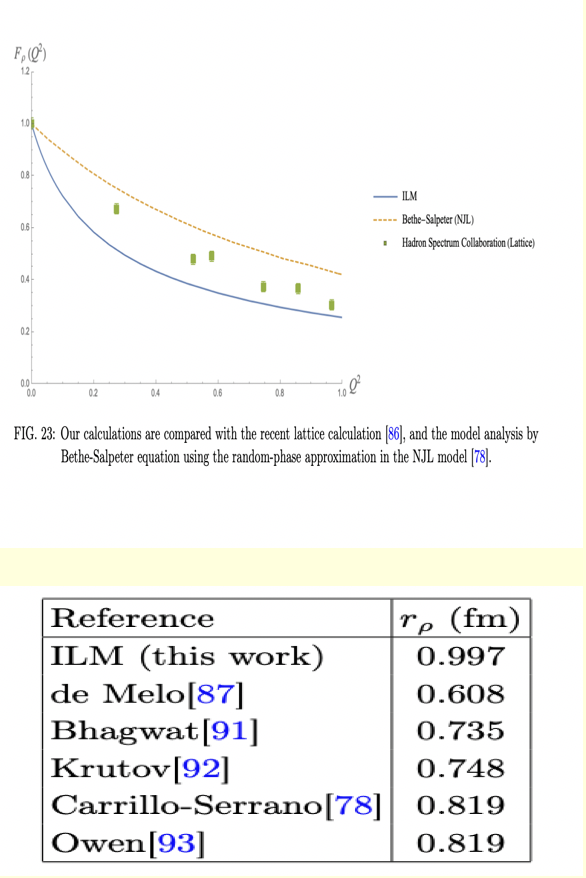 Fρ(Q²)
1.2
1.0
0.8
0.6
0.4
0.2
0.0
0.0 0.2 0.4 0.6 0.8 1.0 Q²
ILM
Bethe–Salpeter (NJL)
Hadron Spectrum Collaboration (Lattice)
FIG. 23: Our calculations are compared with the recent lattice calculation [86], and the model analysis by
Bethe-Salpeter equation using the random-phase approximation in the NJL model [78].
Reference rρ (fm)
ILM (this work) 0.997
de Melo[87] 0.608
Bhagwat[91] 0.735
Krutov[92] 0.748
Carrillo-Serrano[78] 0.819
Owen[93] 0.819